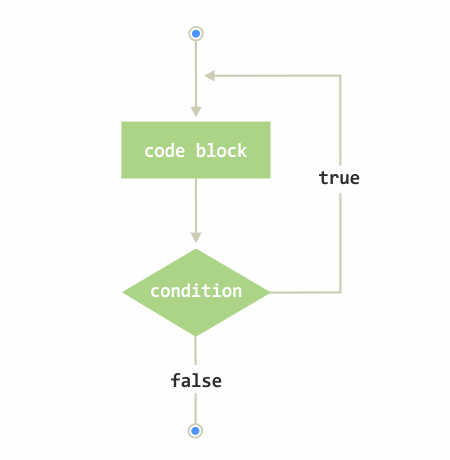 code block
true
condition
false